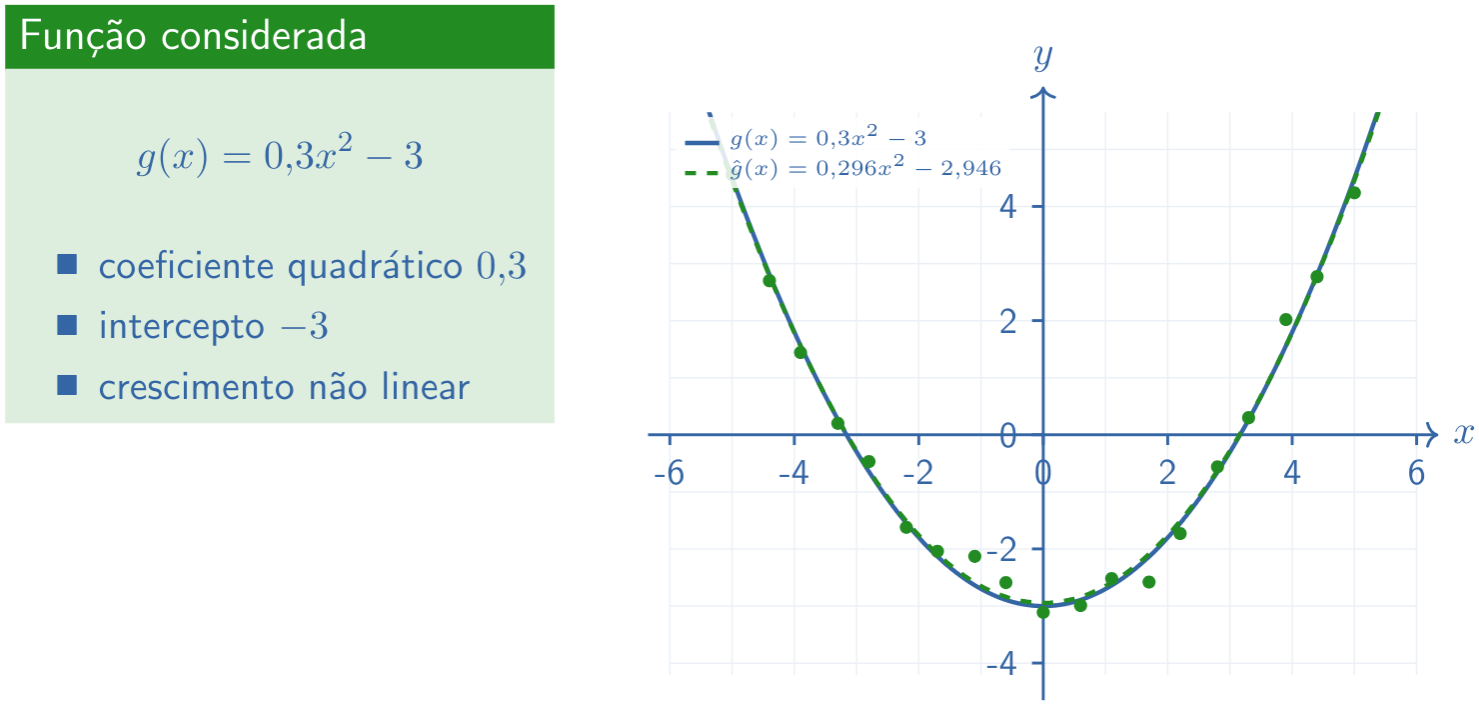 Função considerada
g(x) = 0,3x² − 3
■ coeficiente quadrático 0,3
■ intercepto −3
■ crescimento não linear
y
g(x) = 0,3x² − 3
ĝ(x) = 0,296x² − 2,946
4
2
0
x
-6 -4 -2 0 2 4 6
-2
-4